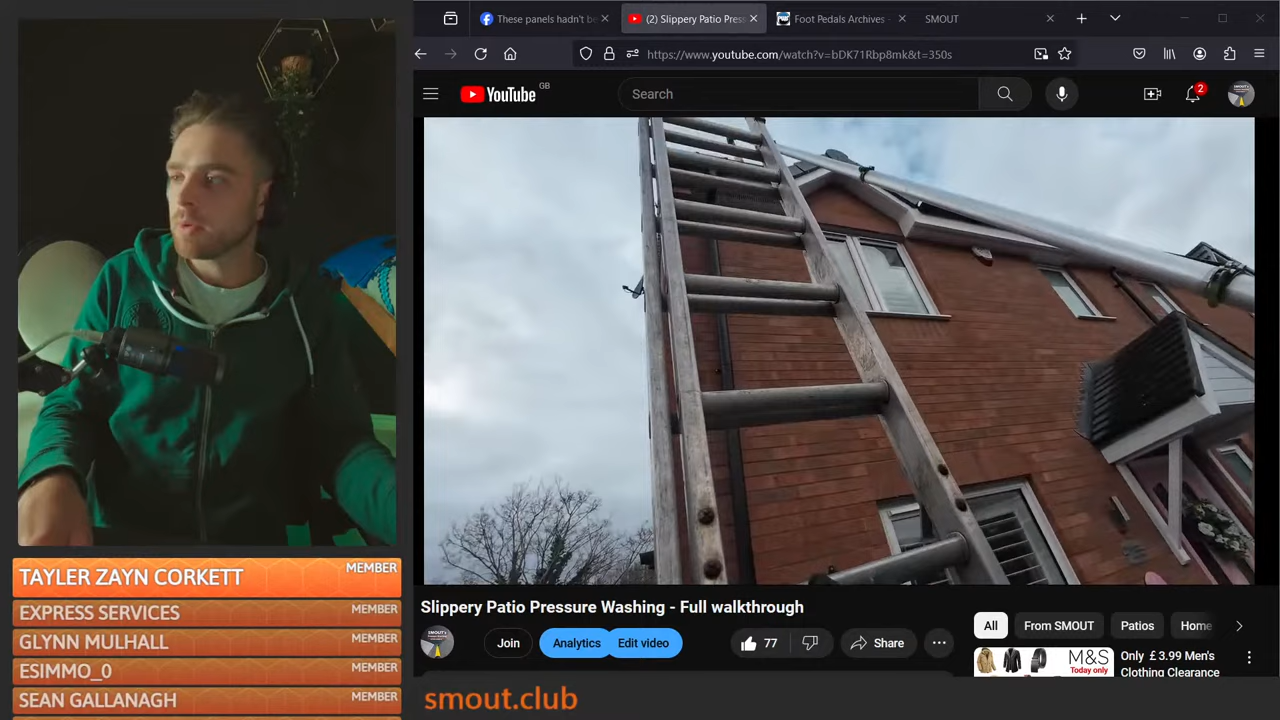 These panels hadn't be
(2) Slippery Patio Press
Foot Pedals Archives -
SMOUT
https://www.youtube.com/watch?v=bDK71Rbp8mk&t=350s
YouTube GB
Search
2
TAYLER ZAYN CORKETT MEMBER
EXPRESS SERVICES MEMBER
GLYNN MULHALL MEMBER
ESIMMO_0 MEMBER
SEAN GALLANAGH MEMBER
Slippery Patio Pressure Washing - Full walkthrough
Join
Analytics
Edit video
77
Share
All
From SMOUT
Patios
Home
M&S
Today only
Only £3.99 Men's
Clothing Clearance
smout.club